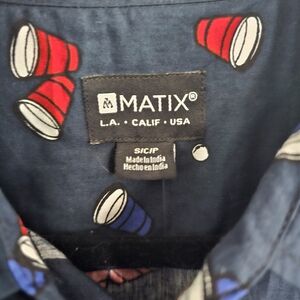 MATIX®
L.A. • CALIF • USA
S/C/P
Made in India
Hecho en India